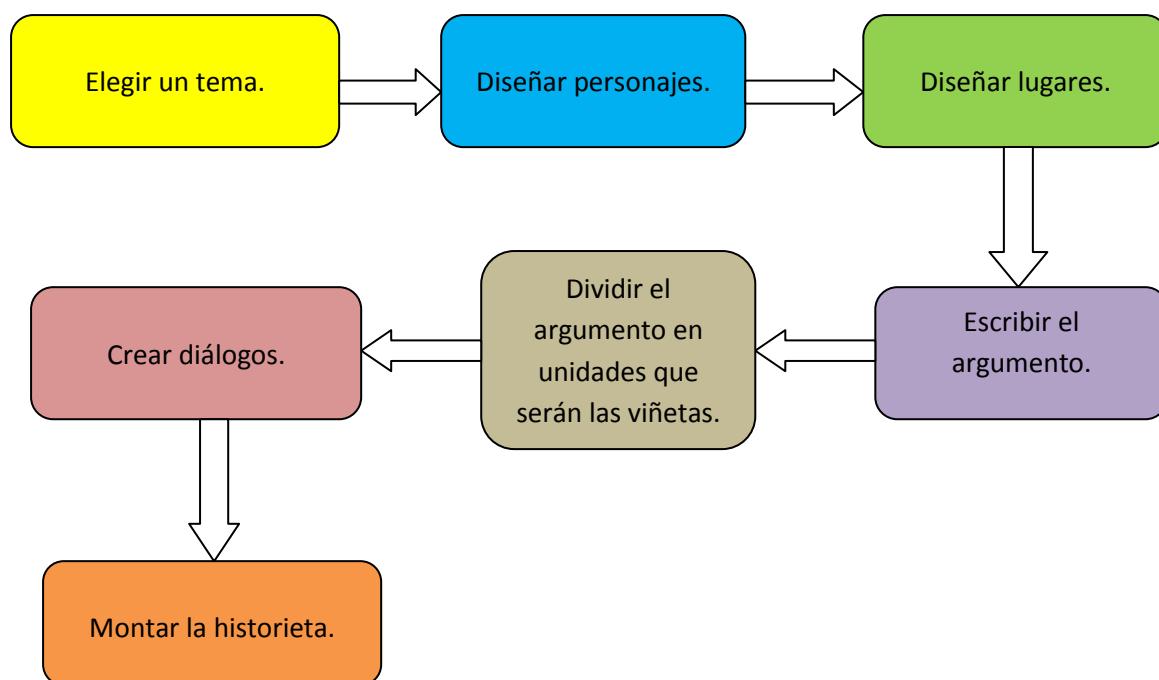 Elegir un tema.
Diseñar personajes.
Diseñar lugares.
Escribir el
argumento.
Dividir el
argumento en
unidades que
serán las viñetas.
Crear diálogos.
Montar la historieta.